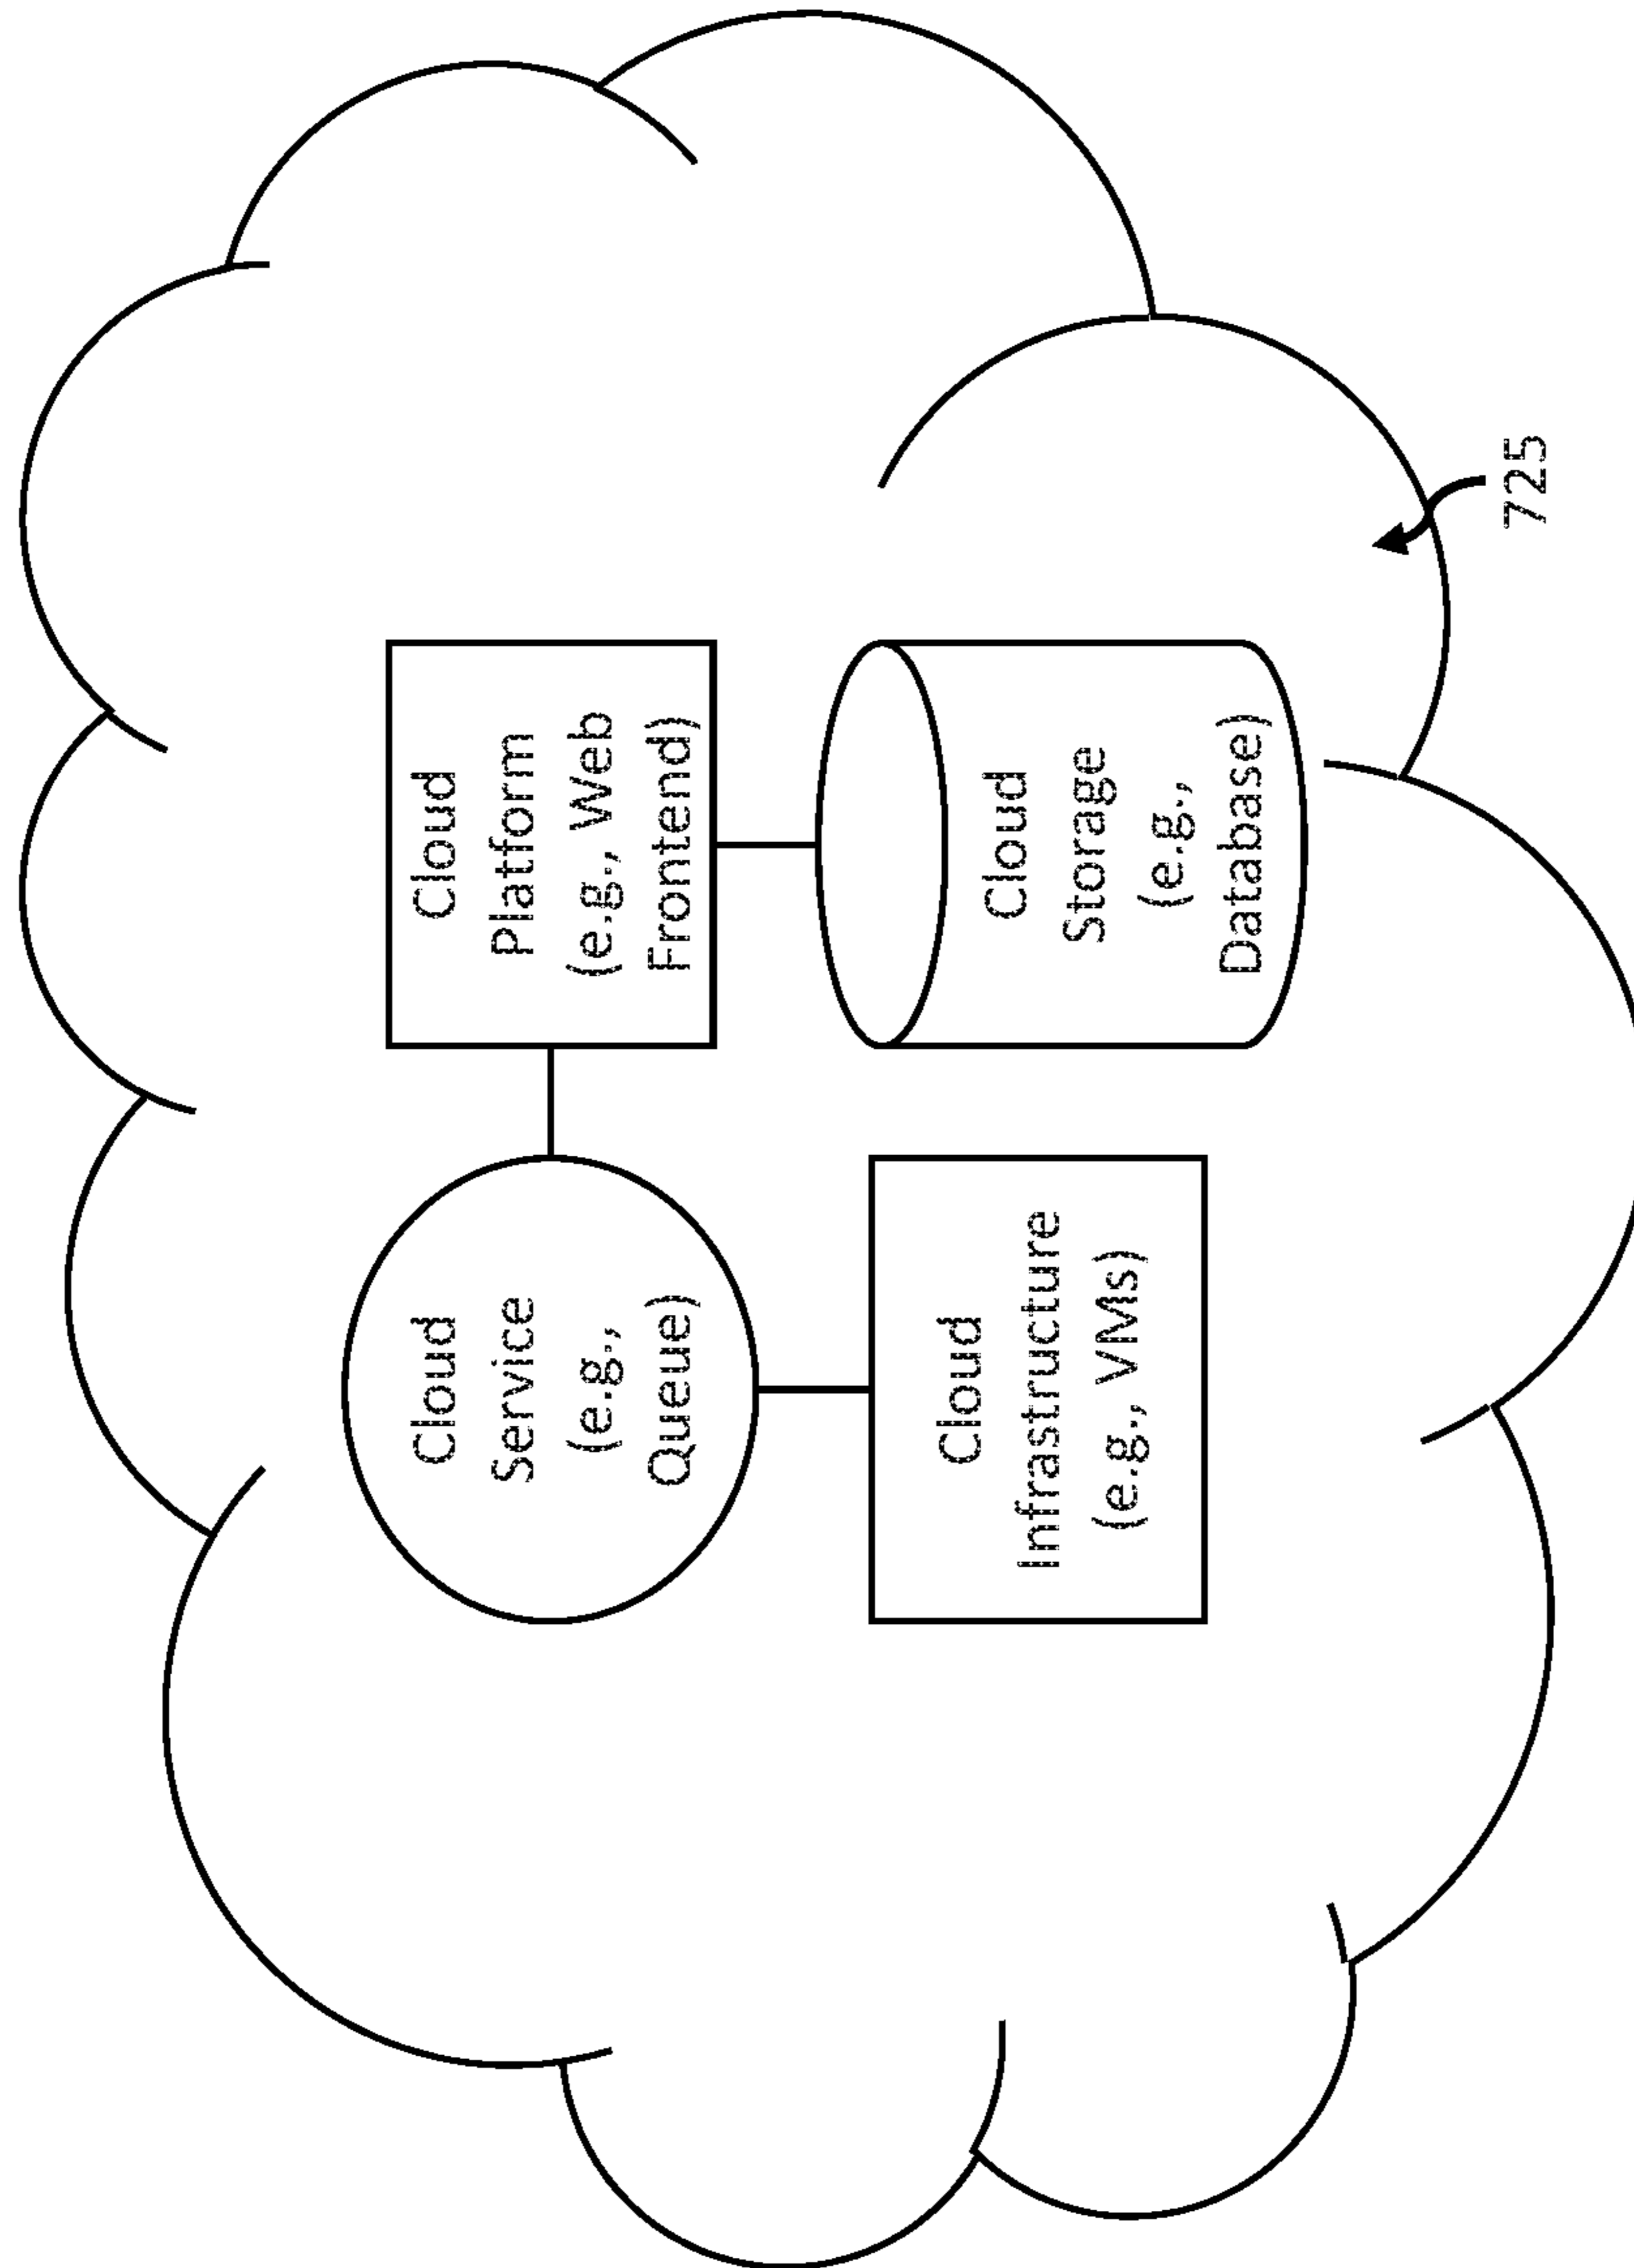 Cloud
Service
(e.g.,
Queue)
Cloud
Platform
(e.g., Web
Frontend)
Cloud
Infrastructure
(e.g., VMs)
Cloud
Storage
(e.g.,
Database)
725